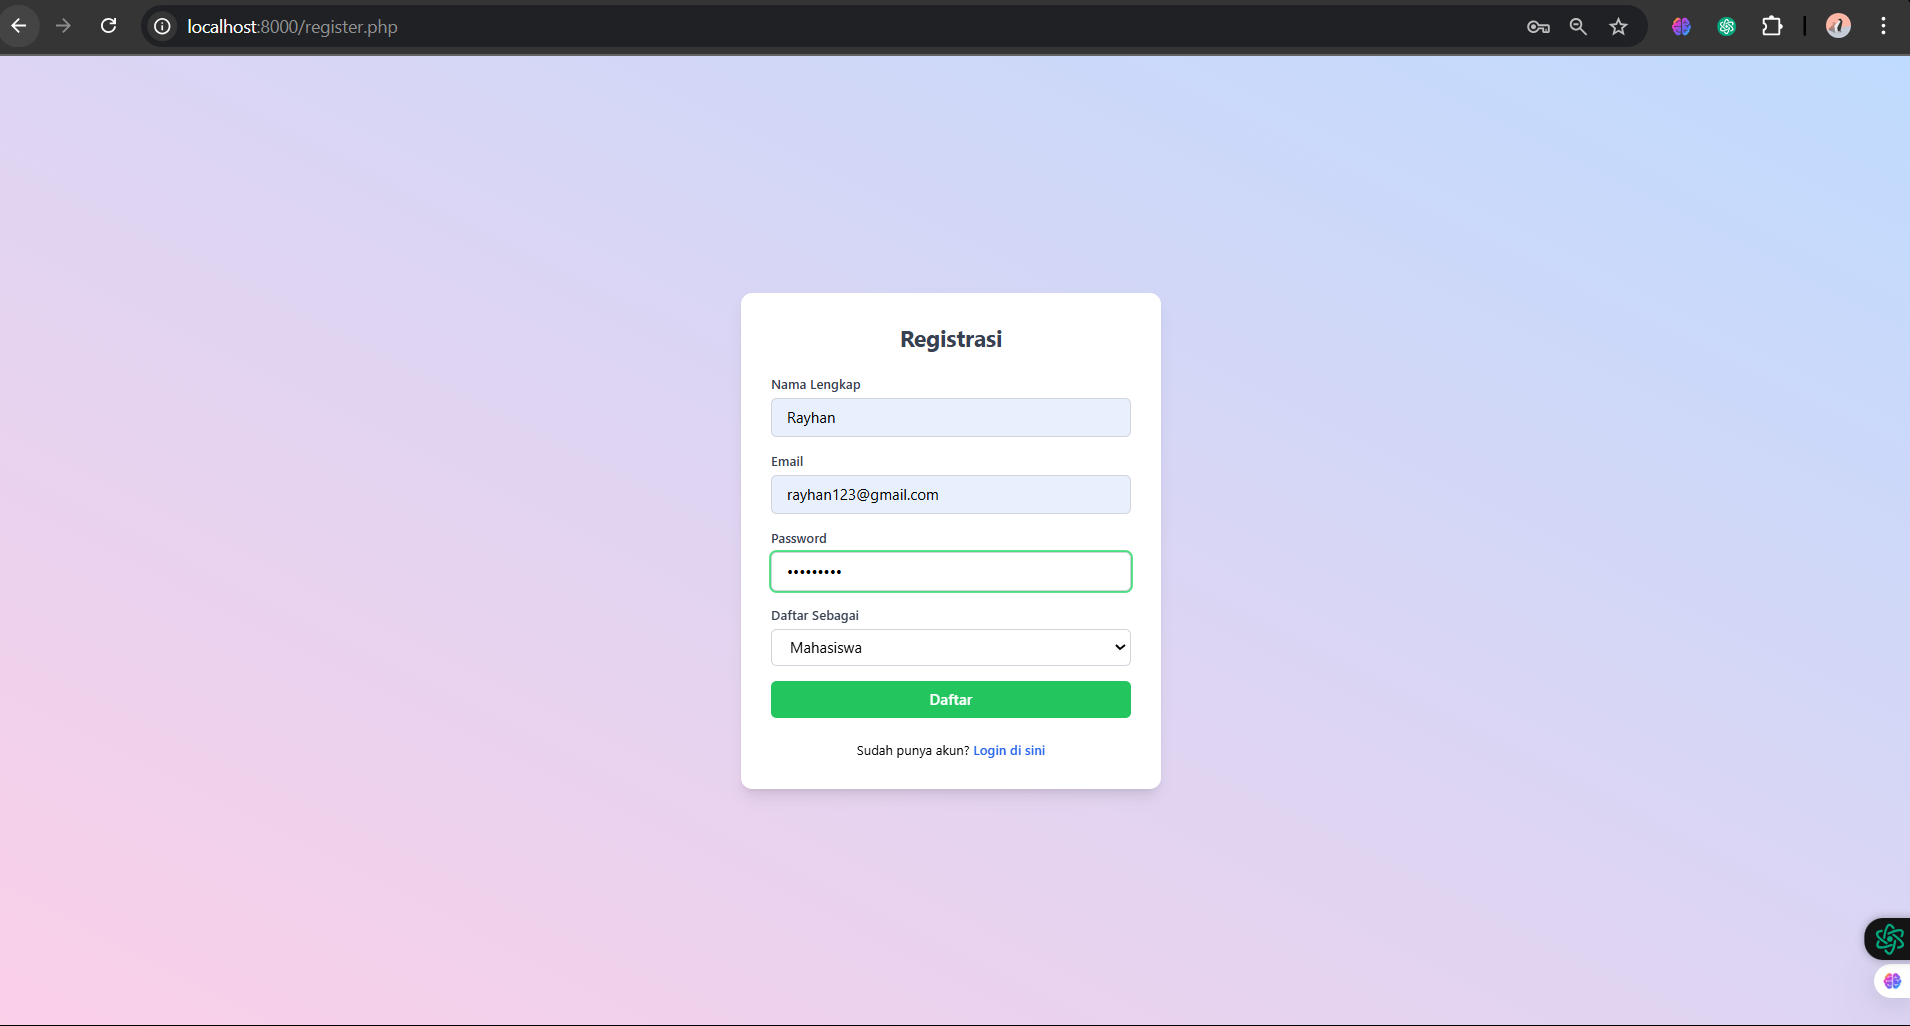 localhost:8000/register.php
Registrasi
Nama Lengkap
Rayhan
Email
rayhan123@gmail.com
Password
•••••••••
Daftar Sebagai
Mahasiswa
Daftar
Sudah punya akun? Login di sini